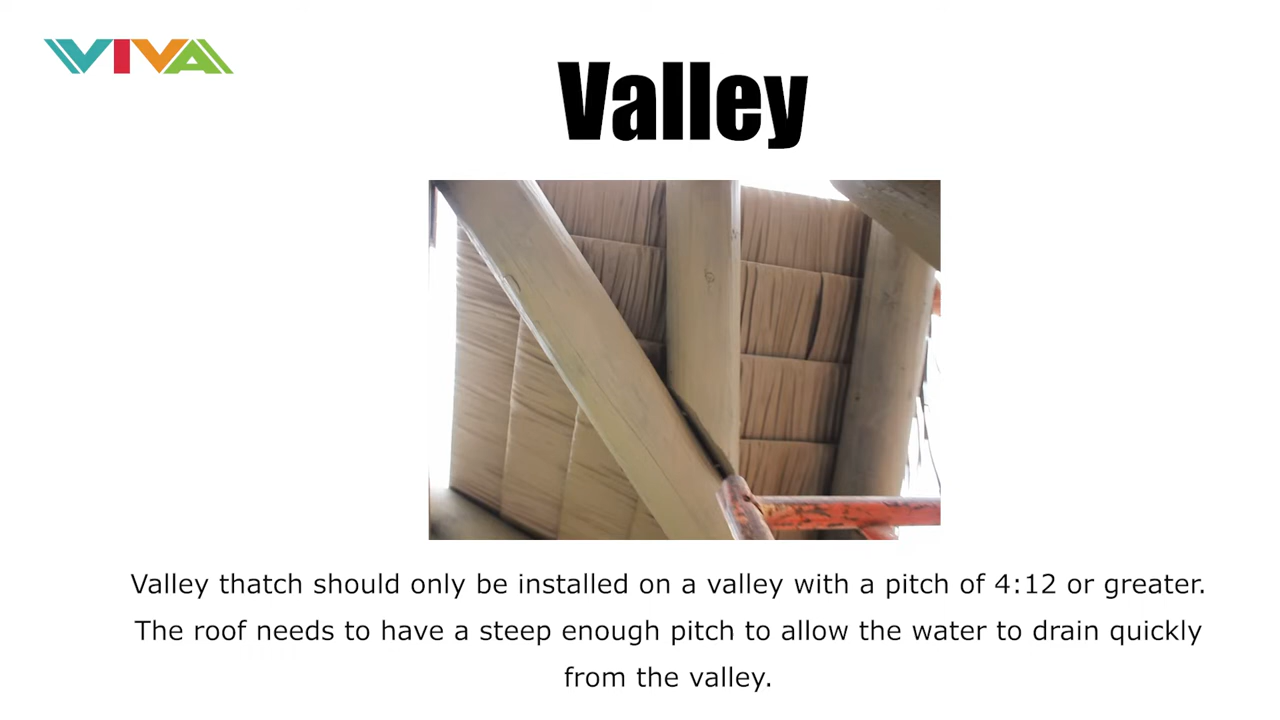 VIVA
Valley
Valley thatch should only be installed on a valley with a pitch of 4:12 or greater.
The roof needs to have a steep enough pitch to allow the water to drain quickly
from the valley.